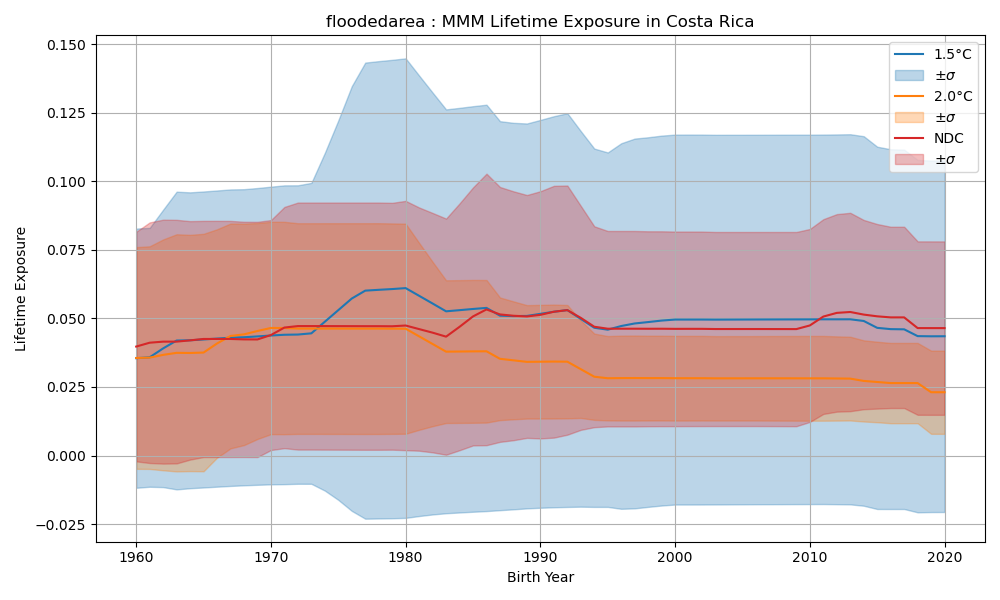 floodedarea : MMM Lifetime Exposure in Costa Rica
0.150
0.125
0.100
0.075
0.050
0.025
0.000
−0.025
Lifetime Exposure
1960
1970
1980
1990
2000
2010
2020
Birth Year
1.5°C
±σ
2.0°C
±σ
NDC
±σ